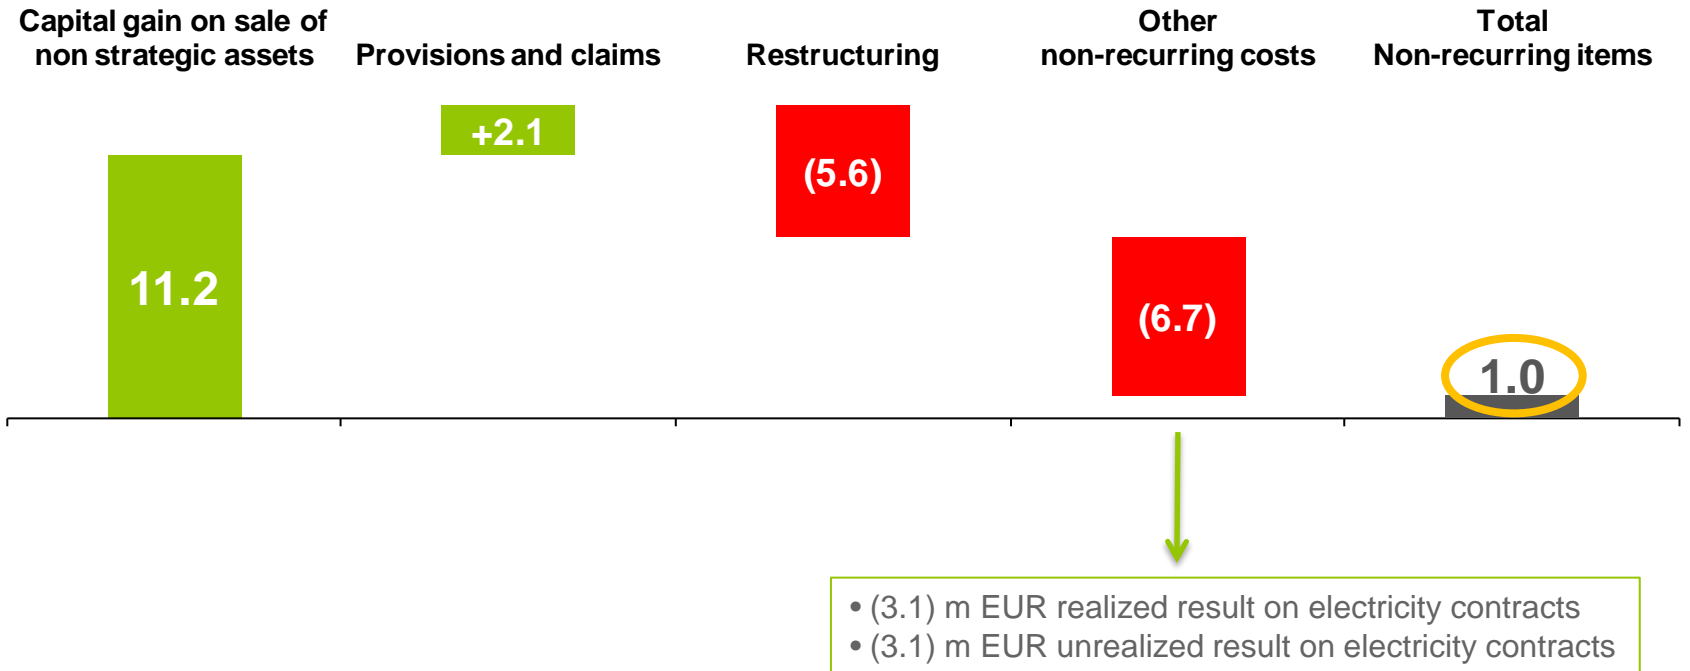 Capital gain on sale of
non strategic assets
Provisions and claims
Restructuring
Other
non-recurring costs
Total
Non-recurring items
11.2
+2.1
(5.6)
(6.7)
1.0
• (3.1) m EUR realized result on electricity contracts
• (3.1) m EUR unrealized result on electricity contracts